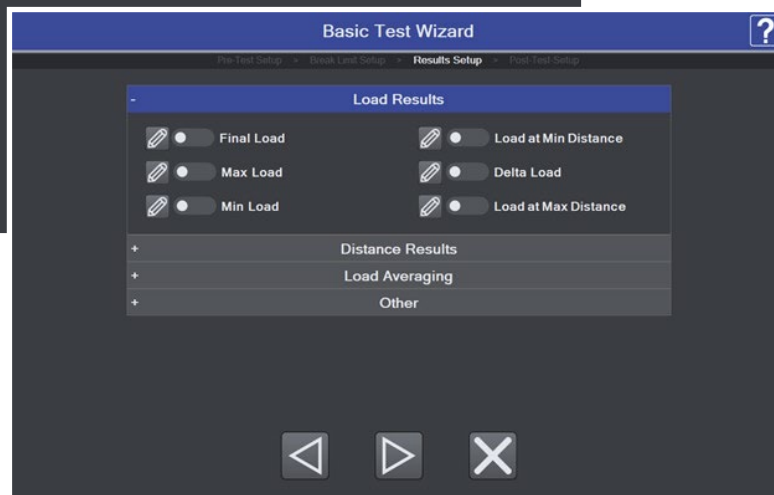 Basic Test Wizard
?
Pre-Test Setup > Break Limit Setup > Results Setup > Post-Test Setup
- Load Results
Final Load Load at Min Distance
Max Load Delta Load
Min Load Load at Max Distance
+ Distance Results
+ Load Averaging
+ Other